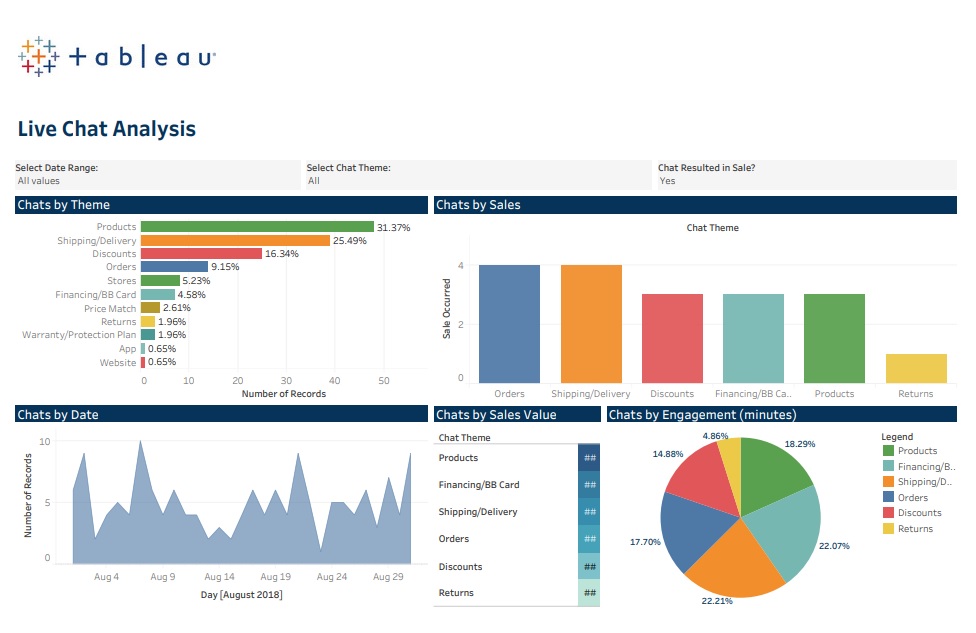 +ableau
Live Chat Analysis
Select Date Range:
All values
Select Chat Theme:
All
Chat Resulted in Sale?
Yes
Chats by Theme
Products 31.37%
Shipping/Delivery 25.49%
Discounts 16.34%
Orders 9.15%
Stores 5.23%
Financing/BB Card 4.58%
Price Match 2.61%
Returns 1.96%
Warranty/Protection Plan 1.96%
App 0.65%
Website 0.65%
0 10 20 30 40 50
Number of Records
Chats by Sales
Chat Theme
Sale Occurred
4
2
0
Orders Shipping/Delivery Discounts Financing/BB Ca.. Products Returns
Chats by Date
Number of Records
10
5
0
Aug 4 Aug 9 Aug 14 Aug 19 Aug 24 Aug 29
Day [August 2018]
Chats by Sales Value
Chat Theme
Products ##
Financing/BB Card ##
Shipping/Delivery ##
Orders ##
Discounts ##
Returns ##
Chats by Engagement (minutes)
4.86%
18.29%
14.88%
17.70%
22.07%
22.21%
Legend
Products
Financing/B..
Shipping/D..
Orders
Discounts
Returns